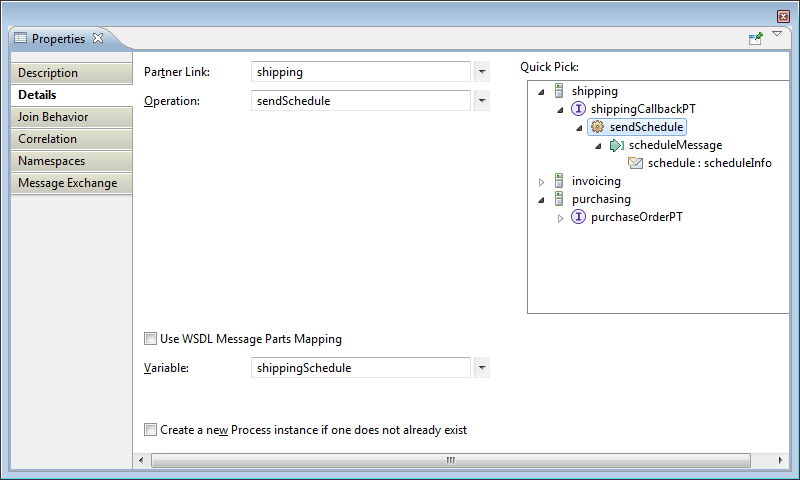 Properties
Description
Details
Join Behavior
Correlation
Namespaces
Message Exchange
Partner Link: shipping
Operation: sendSchedule
Quick Pick:
shipping
I shippingCallbackPT
sendSchedule
scheduleMessage
schedule : scheduleInfo
invoicing
purchasing
I purchaseOrderPT
Use WSDL Message Parts Mapping
Variable: shippingSchedule
Create a new Process instance if one does not already exist